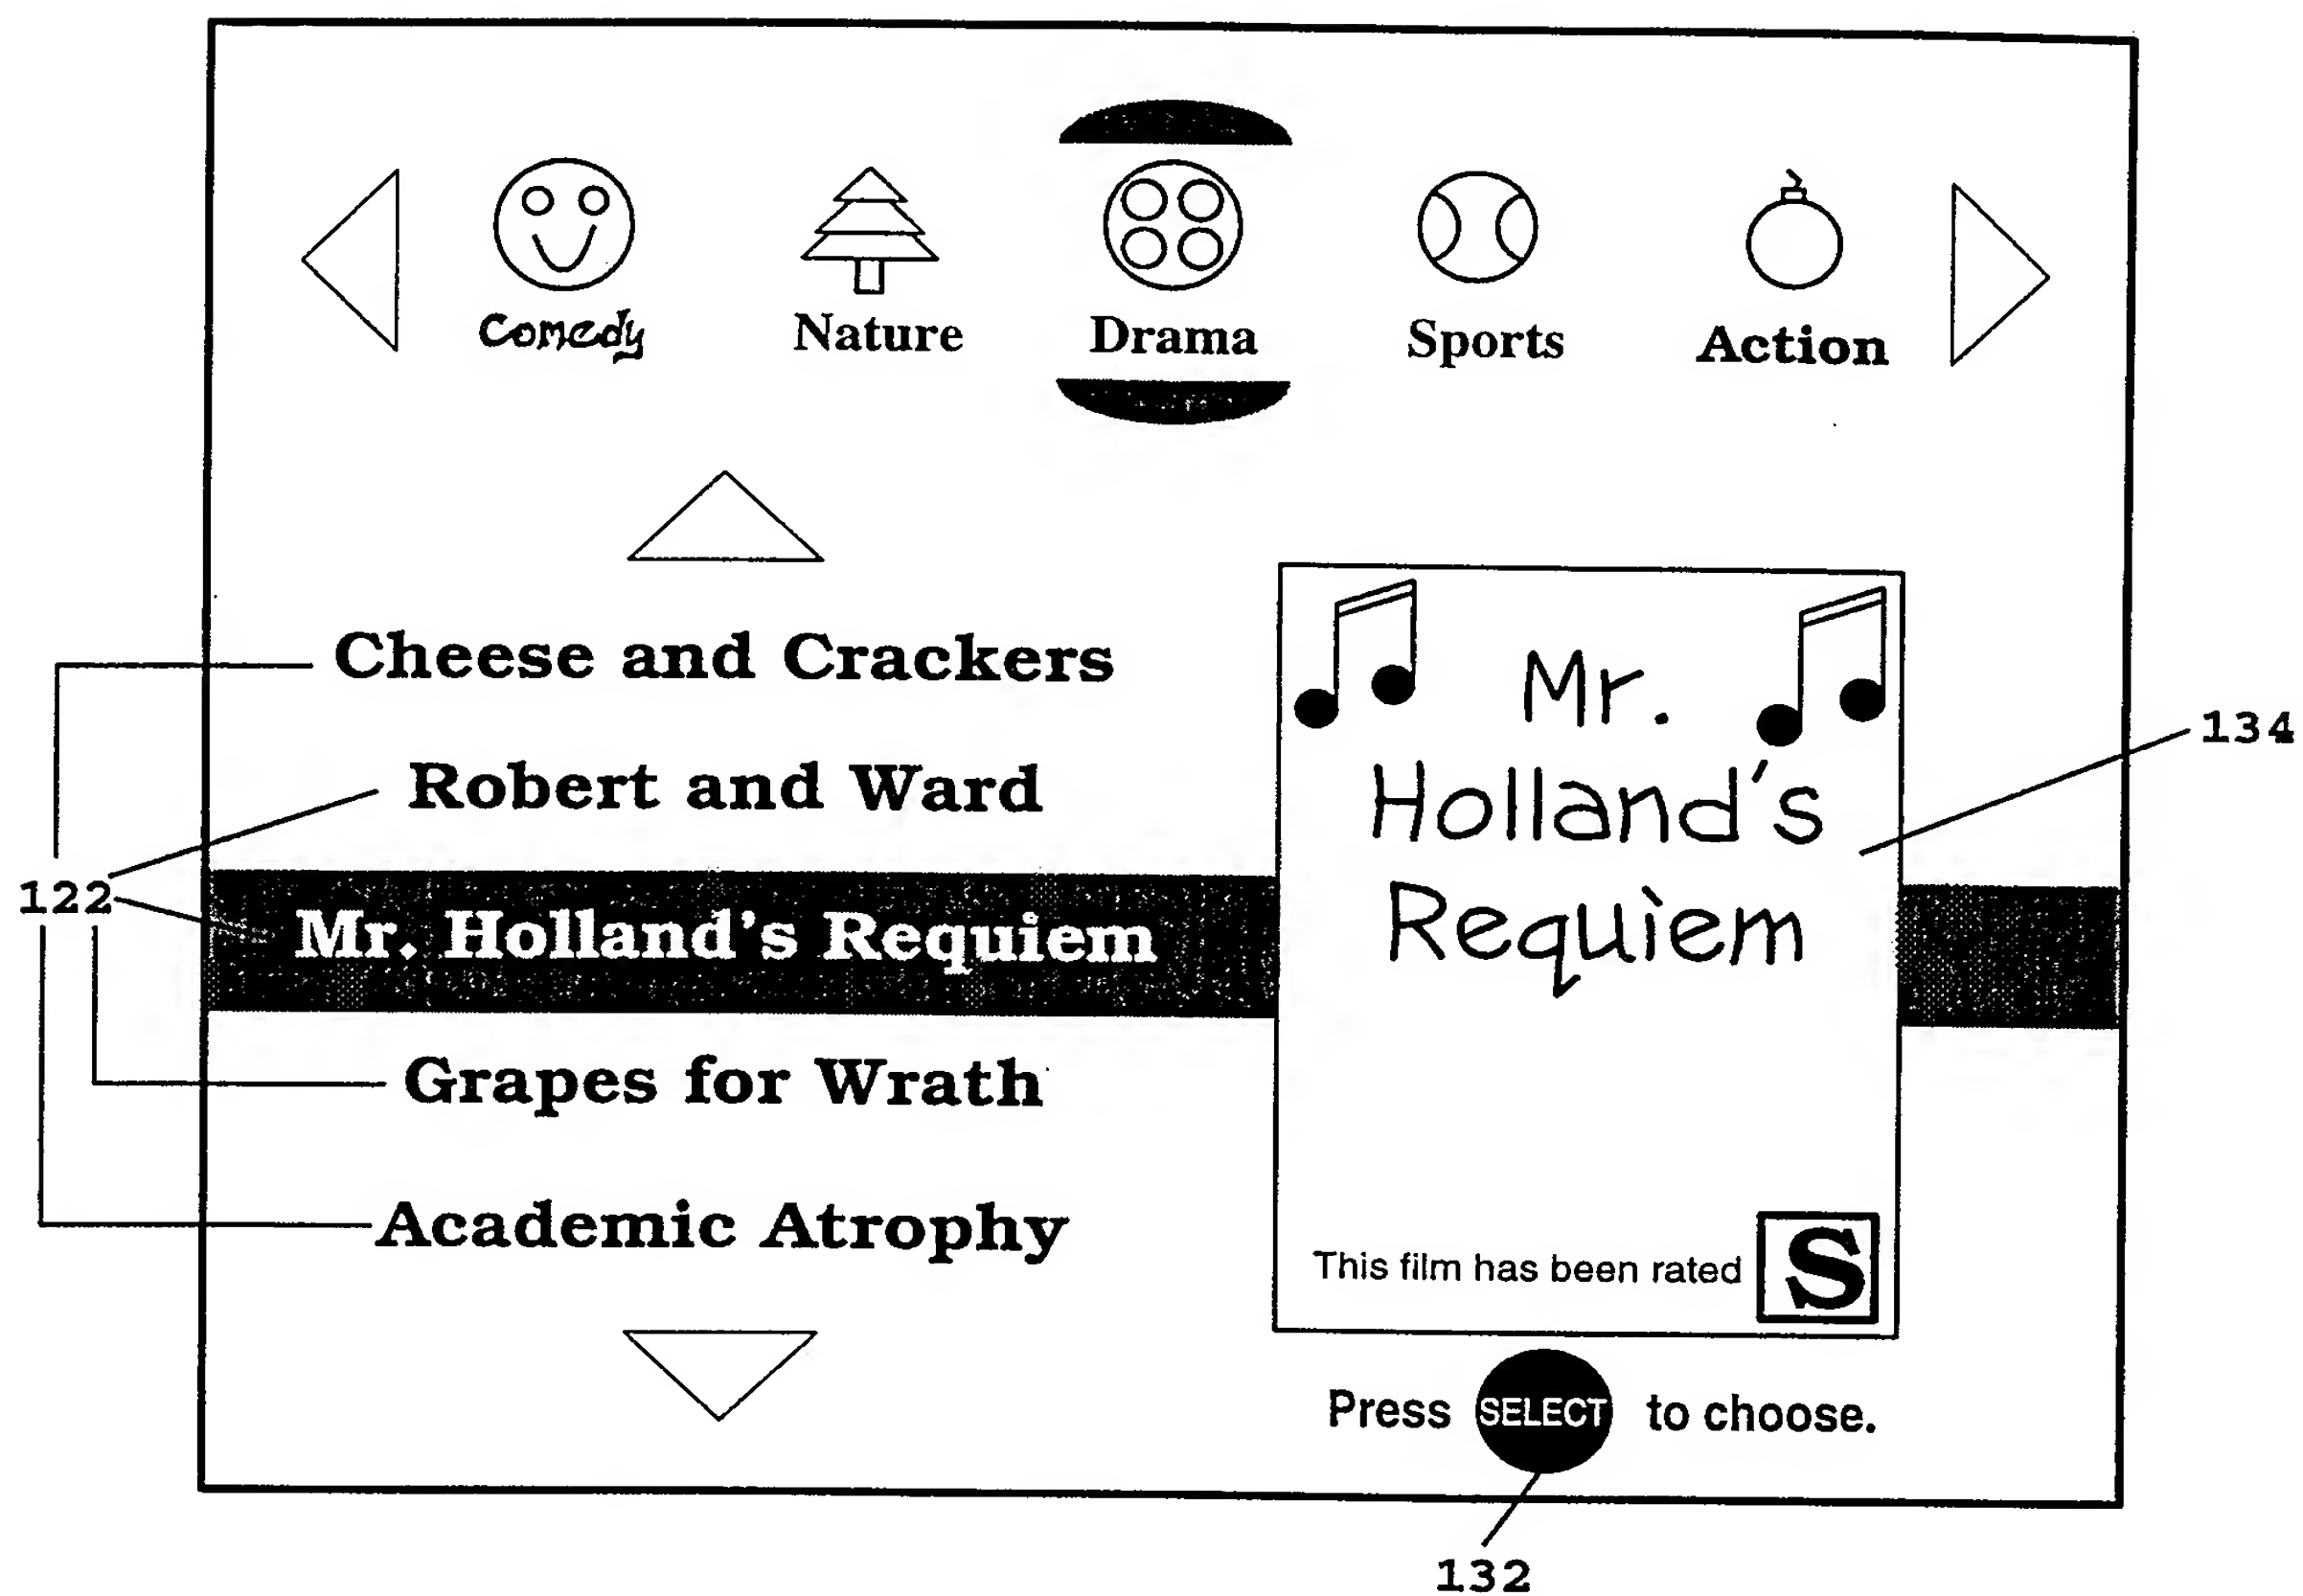 Comedy Nature Drama Sports Action
Cheese and Crackers
Robert and Ward
Mr. Holland's Requiem
Grapes for Wrath
Academic Atrophy
Mr.
Holland's
Requiem
This film has been rated S
Press SELECT to choose.
122
134
132